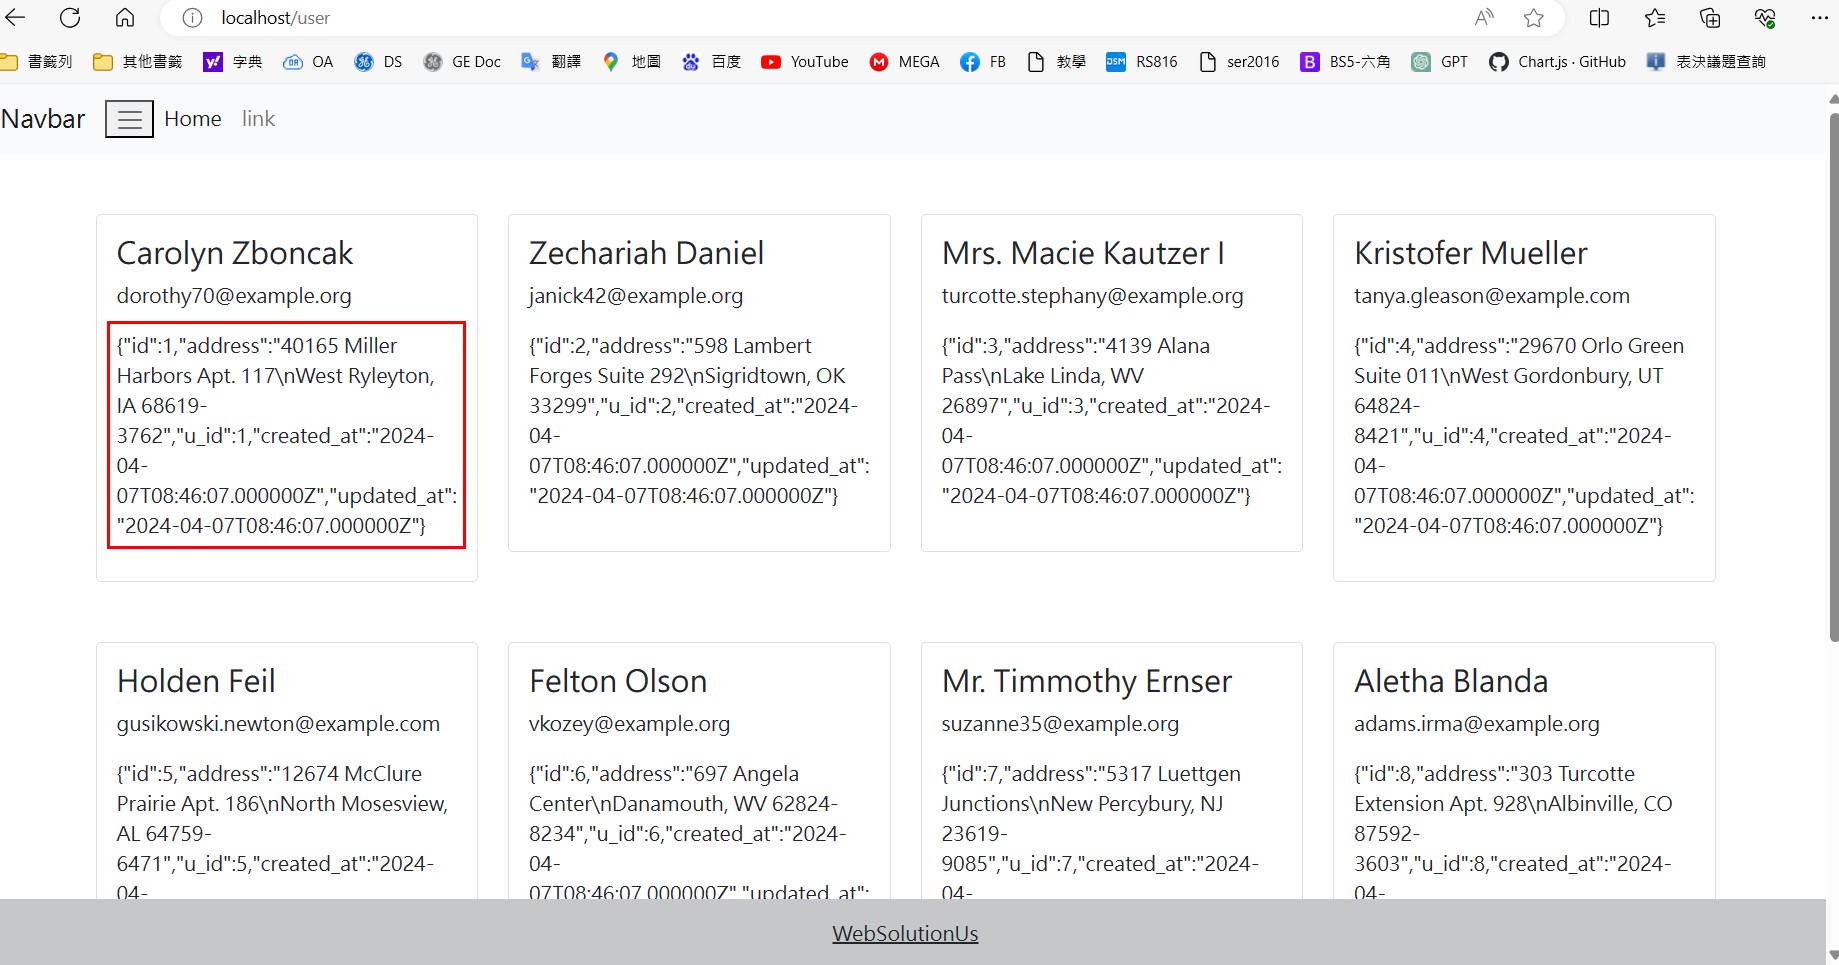 localhost/user
書籤列 其他書籤 字典 OA DS GE Doc 翻譯 地圖 百度 YouTube MEGA FB 教學 RS816 ser2016 BS5-六角 GPT Chart.js · GitHub 表決議題查詢
Navbar Home link
Carolyn Zboncak
dorothy70@example.org
{"id":1,"address":"40165 Miller
Harbors Apt. 117\nWest Ryleyton,
IA 68619-
3762","u_id":1,"created_at":"2024-
04-
07T08:46:07.000000Z","updated_at":
"2024-04-07T08:46:07.000000Z"}
Zechariah Daniel
janick42@example.org
{"id":2,"address":"598 Lambert
Forges Suite 292\nSigridtown, OK
33299","u_id":2,"created_at":"2024-
04-
07T08:46:07.000000Z","updated_at":
"2024-04-07T08:46:07.000000Z"}
Mrs. Macie Kautzer I
turcotte.stephany@example.org
{"id":3,"address":"4139 Alana
Pass\nLake Linda, WV
26897","u_id":3,"created_at":"2024-
04-
07T08:46:07.000000Z","updated_at":
"2024-04-07T08:46:07.000000Z"}
Kristofer Mueller
tanya.gleason@example.com
{"id":4,"address":"29670 Orlo Green
Suite 011\nWest Gordonbury, UT
64824-
8421","u_id":4,"created_at":"2024-
04-
07T08:46:07.000000Z","updated_at":
"2024-04-07T08:46:07.000000Z"}
Holden Feil
gusikowski.newton@example.com
{"id":5,"address":"12674 McClure
Prairie Apt. 186\nNorth Mosesview,
AL 64759-
6471","u_id":5,"created_at":"2024-
04-
Felton Olson
vkozey@example.org
{"id":6,"address":"697 Angela
Center\nDanamouth, WV 62824-
8234","u_id":6,"created_at":"2024-
04-
07T08:46:07.000000Z","updated_at":
Mr. Timmothy Ernser
suzanne35@example.org
{"id":7,"address":"5317 Luettgen
Junctions\nNew Percybury, NJ
23619-
9085","u_id":7,"created_at":"2024-
04-
Aletha Blanda
adams.irma@example.org
{"id":8,"address":"303 Turcotte
Extension Apt. 928\nAlbinville, CO
87592-
3603","u_id":8,"created_at":"2024-
04-
WebSolutionUs